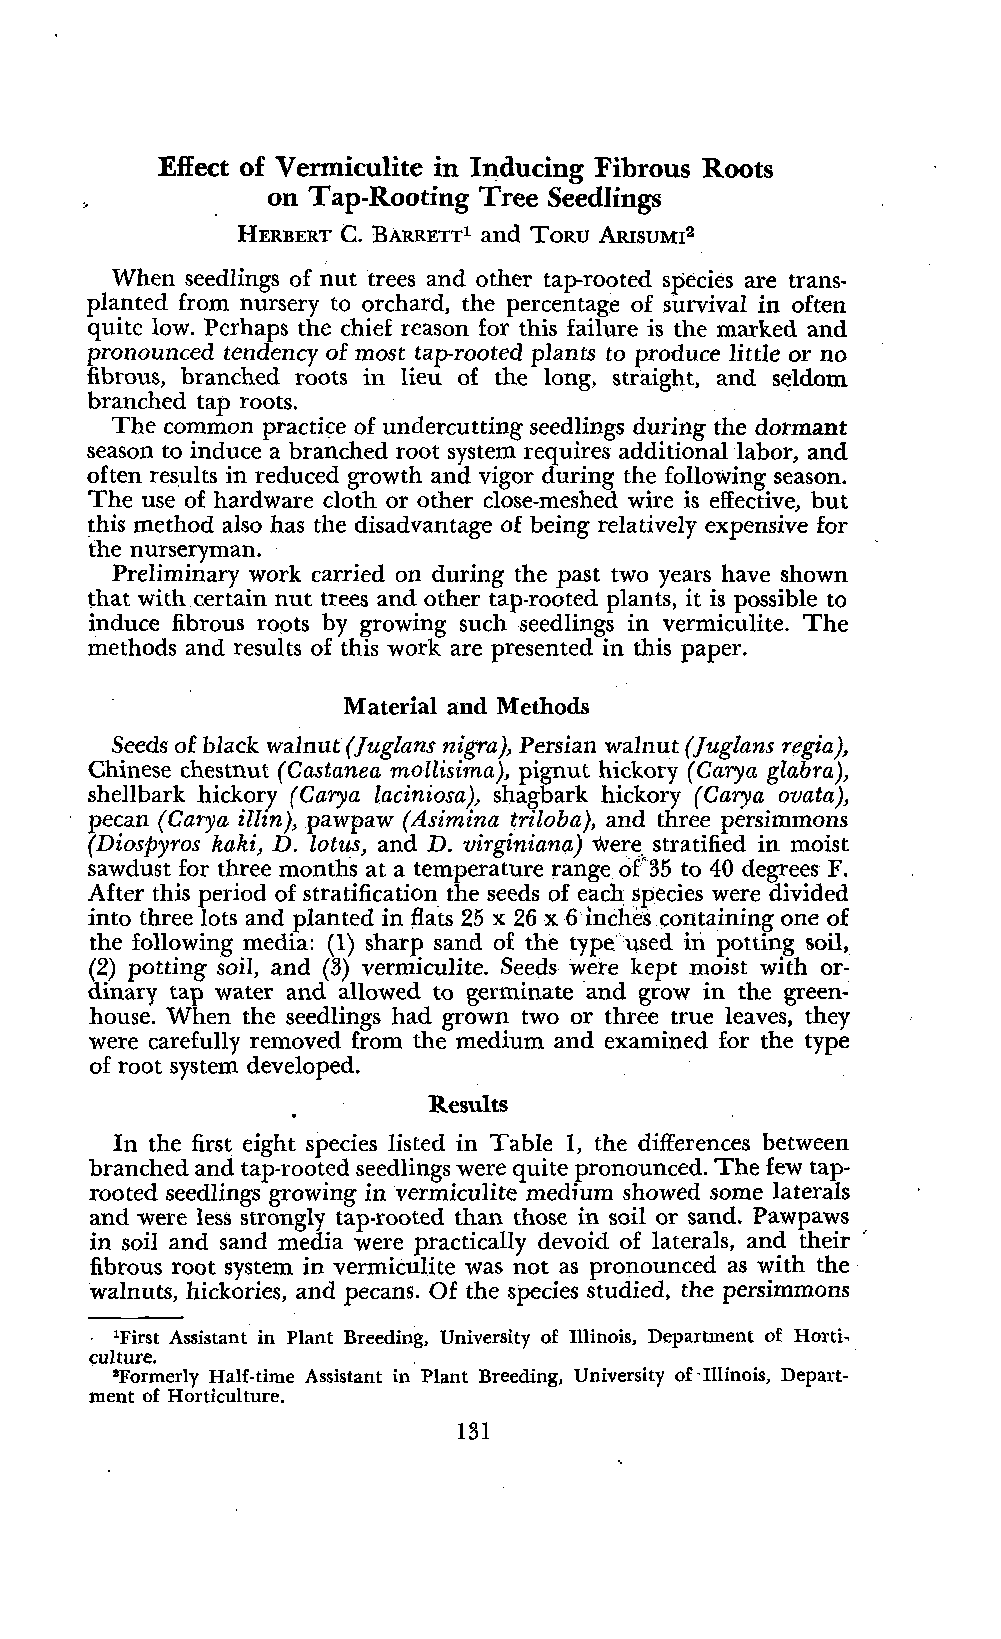 Effect of Vermiculite in Inducing Fibrous Roots
on Tap-Rooting Tree Seedlings
HERBERT C. BARRETT¹ and TORU ARISUMI²
When seedlings of nut trees and other tap-rooted species are trans-
planted from nursery to orchard, the percentage of survival in often
quite low. Perhaps the chief reason for this failure is the marked and
pronounced tendency of most tap-rooted plants to produce little or no
fibrous, branched roots in lieu of the long, straight, and seldom
branched tap roots.
The common practice of undercutting seedlings during the dormant
season to induce a branched root system requires additional labor, and
often results in reduced growth and vigor during the following season.
The use of hardware cloth or other close-meshed wire is effective, but
this method also has the disadvantage of being relatively expensive for
the nurseryman.
Preliminary work carried on during the past two years have shown
that with certain nut trees and other tap-rooted plants, it is possible to
induce fibrous roots by growing such seedlings in vermiculite. The
methods and results of this work are presented in this paper.
Material and Methods
Seeds of black walnut (Juglans nigra), Persian walnut (Juglans regia),
Chinese chestnut (Castanea mollisima), pignut hickory (Carya glabra),
shellbark hickory (Carya laciniosa), shagbark hickory (Carya ovata),
pecan (Carya illin), pawpaw (Asimina triloba), and three persimmons
(Diospyros kaki, D. lotus, and D. virginiana) were stratified in moist
sawdust for three months at a temperature range of 35 to 40 degrees F.
After this period of stratification the seeds of each species were divided
into three lots and planted in flats 25 x 26 x 6 inches containing one of
the following media: (1) sharp sand of the type used in potting soil,
(2) potting soil, and (3) vermiculite. Seeds were kept moist with or-
dinary tap water and allowed to germinate and grow in the green-
house. When the seedlings had grown two or three true leaves, they
were carefully removed from the medium and examined for the type
of root system developed.
Results
In the first eight species listed in Table I, the differences between
branched and tap-rooted seedlings were quite pronounced. The few tap-
rooted seedlings growing in vermiculite medium showed some laterals
and were less strongly tap-rooted than those in soil or sand. Pawpaws
in soil and sand media were practically devoid of laterals, and their
fibrous root system in vermiculite was not as pronounced as with the
walnuts, hickories, and pecans. Of the species studied, the persimmons
¹First Assistant in Plant Breeding, University of Illinois, Department of Horti-
culture.
²Formerly Half-time Assistant in Plant Breeding, University of Illinois, Depart-
ment of Horticulture.
131